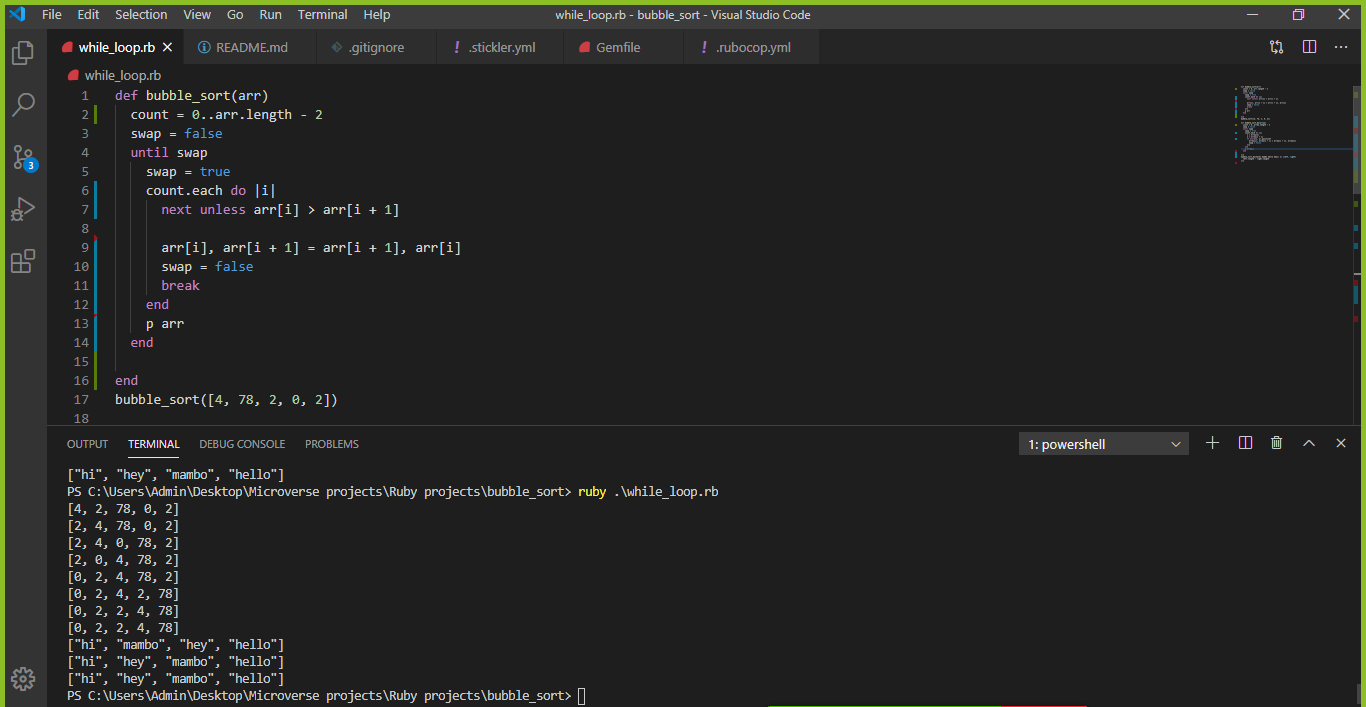 File Edit Selection View Go Run Terminal Help while_loop.rb - bubble_sort - Visual Studio Code
while_loop.rb README.md .gitignore ! .stickler.yml Gemfile ! .rubocop.yml
while_loop.rb
1 def bubble_sort(arr)
2 count = 0..arr.length - 2
3 swap = false
4 until swap
5 swap = true
6 count.each do |i|
7 next unless arr[i] > arr[i + 1]
8
9 arr[i], arr[i + 1] = arr[i + 1], arr[i]
10 swap = false
11 break
12 end
13 p arr
14 end
15
16 end
17 bubble_sort([4, 78, 2, 0, 2])
18
3
OUTPUT TERMINAL DEBUG CONSOLE PROBLEMS 1: powershell
["hi", "hey", "mambo", "hello"]
PS C:\Users\Admin\Desktop\Microverse projects\Ruby projects\bubble_sort> ruby .\while_loop.rb
[4, 2, 78, 0, 2]
[2, 4, 78, 0, 2]
[2, 4, 0, 78, 2]
[2, 0, 4, 78, 2]
[0, 2, 4, 78, 2]
[0, 2, 4, 2, 78]
[0, 2, 2, 4, 78]
[0, 2, 2, 4, 78]
["hi", "mambo", "hey", "hello"]
["hi", "hey", "mambo", "hello"]
["hi", "hey", "mambo", "hello"]
PS C:\Users\Admin\Desktop\Microverse projects\Ruby projects\bubble_sort>